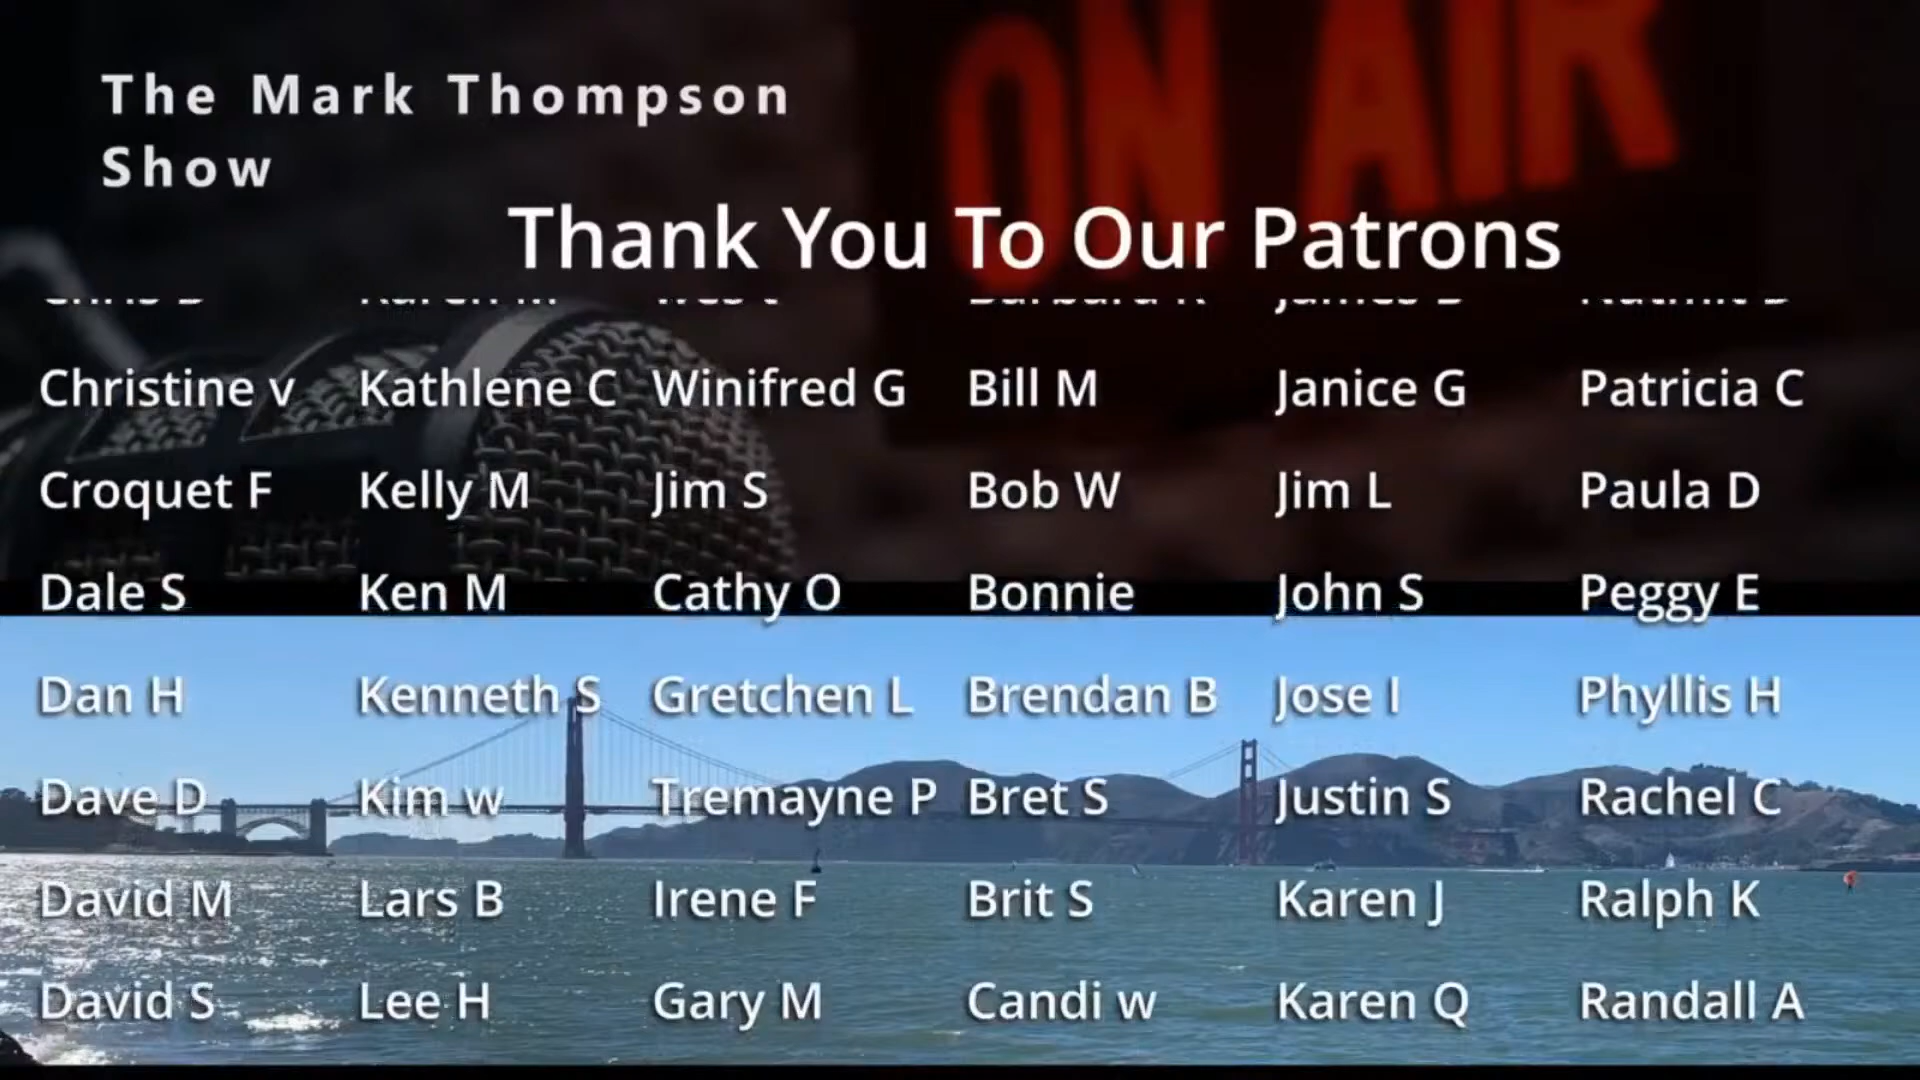 ON AIR
The Mark Thompson
Show
Thank You To Our Patrons
Christine v Kathlene C Winifred G Bill M Janice G Patricia C
Croquet F Kelly M Jim S Bob W Jim L Paula D
Dale S Ken M Cathy O Bonnie John S Peggy E
Dan H Kenneth S Gretchen L Brendan B Jose I Phyllis H
Dave D Kim w Tremayne P Bret S Justin S Rachel C
David M Lars B Irene F Brit S Karen J Ralph K
David S Lee H Gary M Candi w Karen Q Randall A